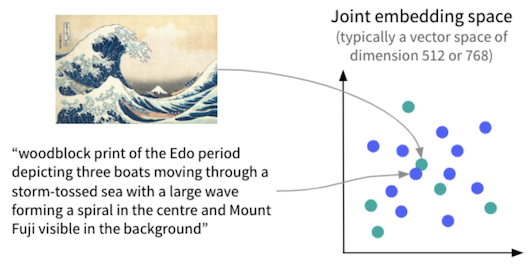 Joint embedding space
(typically a vector space of
dimension 512 or 768)
“woodblock print of the Edo period
depicting three boats moving through a
storm-tossed sea with a large wave
forming a spiral in the centre and Mount
Fuji visible in the background”